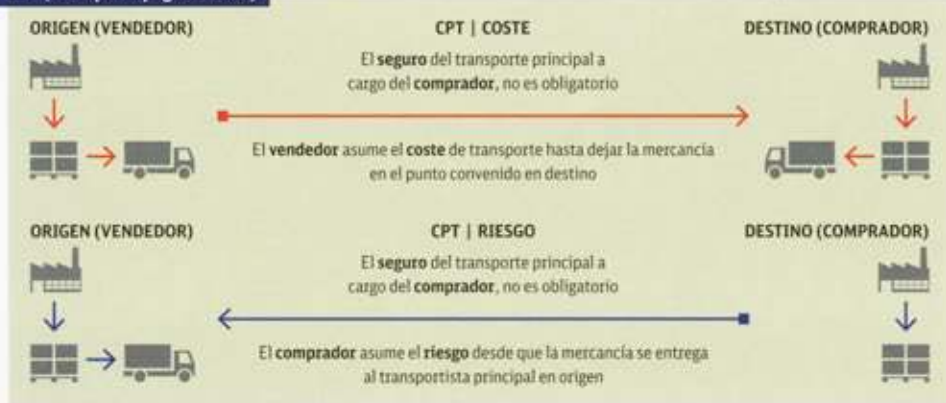 ORIGEN (VENDEDOR)
CPT | COSTE
DESTINO (COMPRADOR)
El seguro del transporte principal a
cargo del comprador, no es obligatorio
El vendedor asume el coste de transporte hasta dejar la mercancía
en el punto convenido en destino
ORIGEN (VENDEDOR)
CPT | RIESGO
DESTINO (COMPRADOR)
El seguro del transporte principal a
cargo del comprador, no es obligatorio
El comprador asume el riesgo desde que la mercancía se entrega
al transportista principal en origen